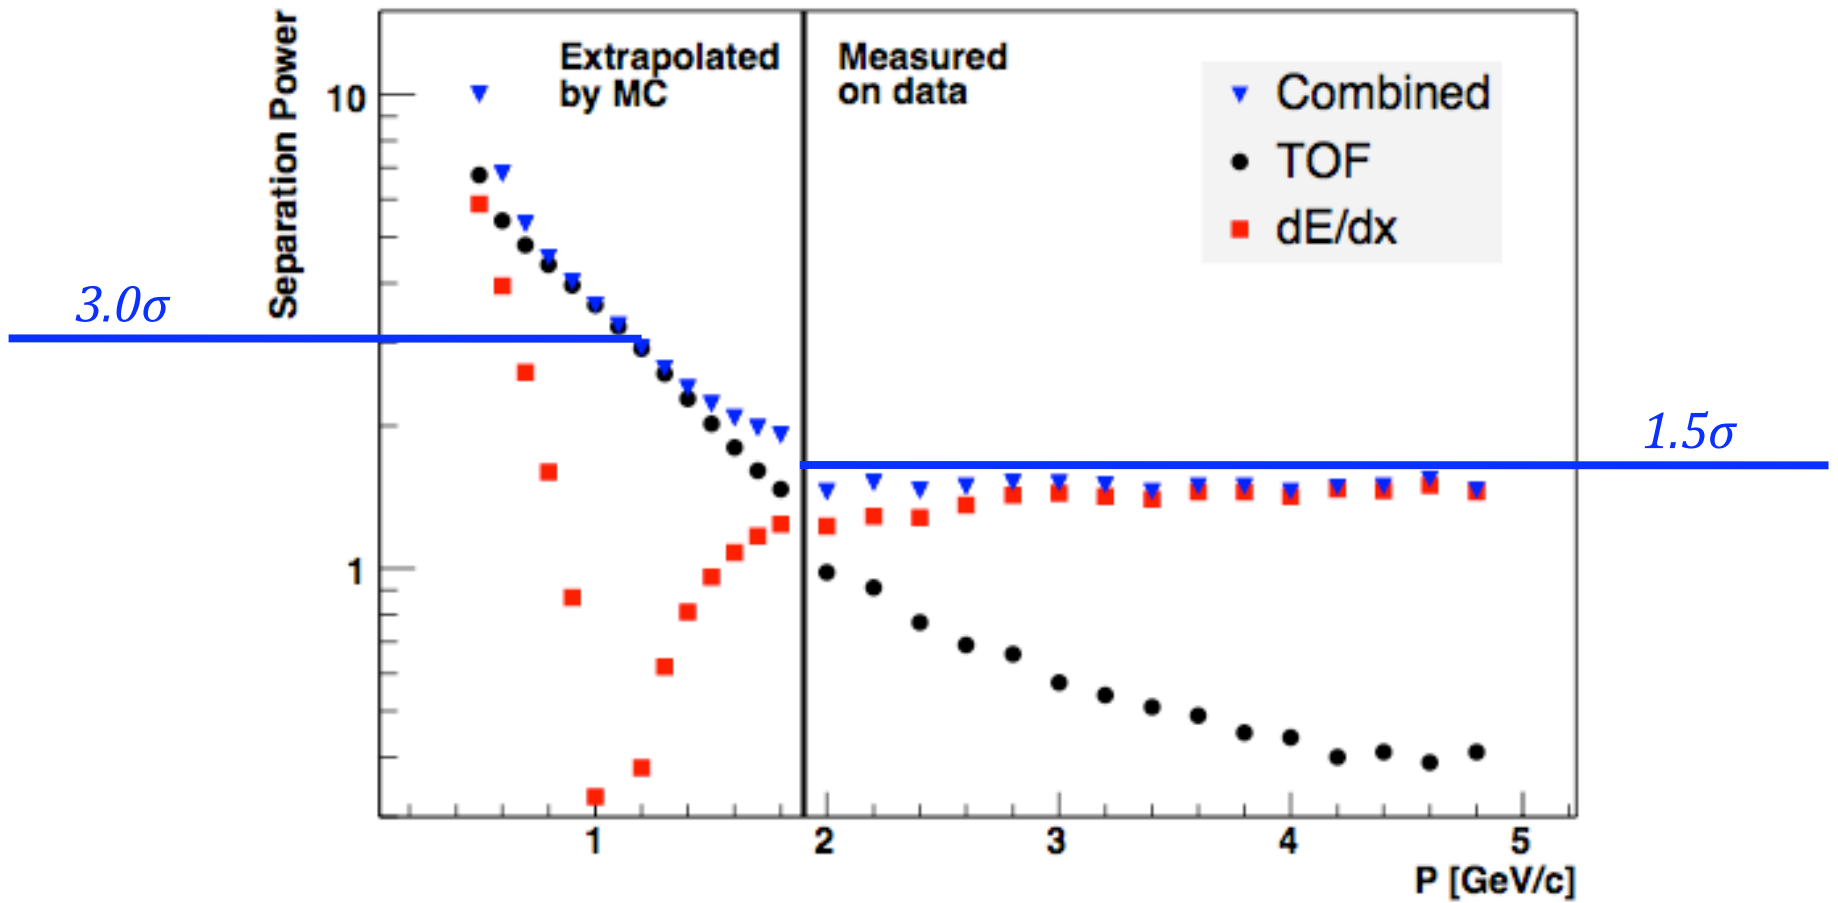 Extrapolated
by MC
Measured
on data
Combined
TOF
dE/dx
Separation Power
10
1
3.0σ
1.5σ
1
2
3
4
5
P [GeV/c]